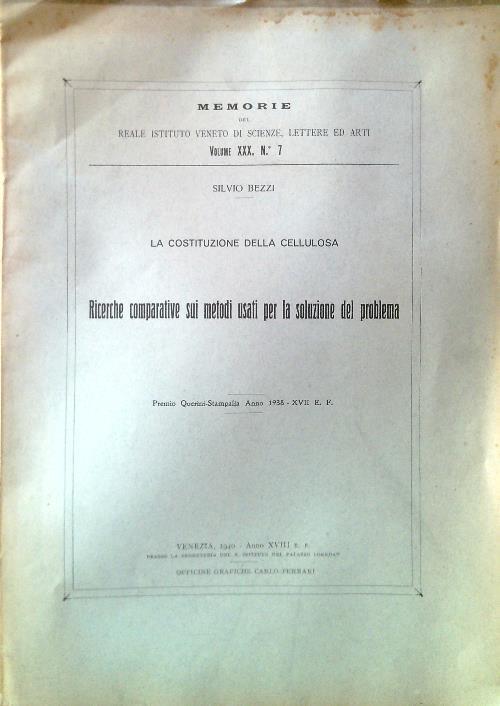 MEMORIE
DEL
REALE ISTITUTO VENETO DI SCIENZE, LETTERE ED ARTI
VOLUME XXX. N.° 7
SILVIO BEZZI
LA COSTITUZIONE DELLA CELLULOSA
Ricerche comparative sui metodi usati per la soluzione del problema
Premio Querini-Stampalia Anno 1938 - XVII E. F.
VENEZIA, 1940 - Anno XVIII E. F.
PRESSO LA SEGRETERIA DEL R. ISTITUTO NEL PALAZZO LOREDAN
OFFICINE GRAFICHE CARLO FERRARI